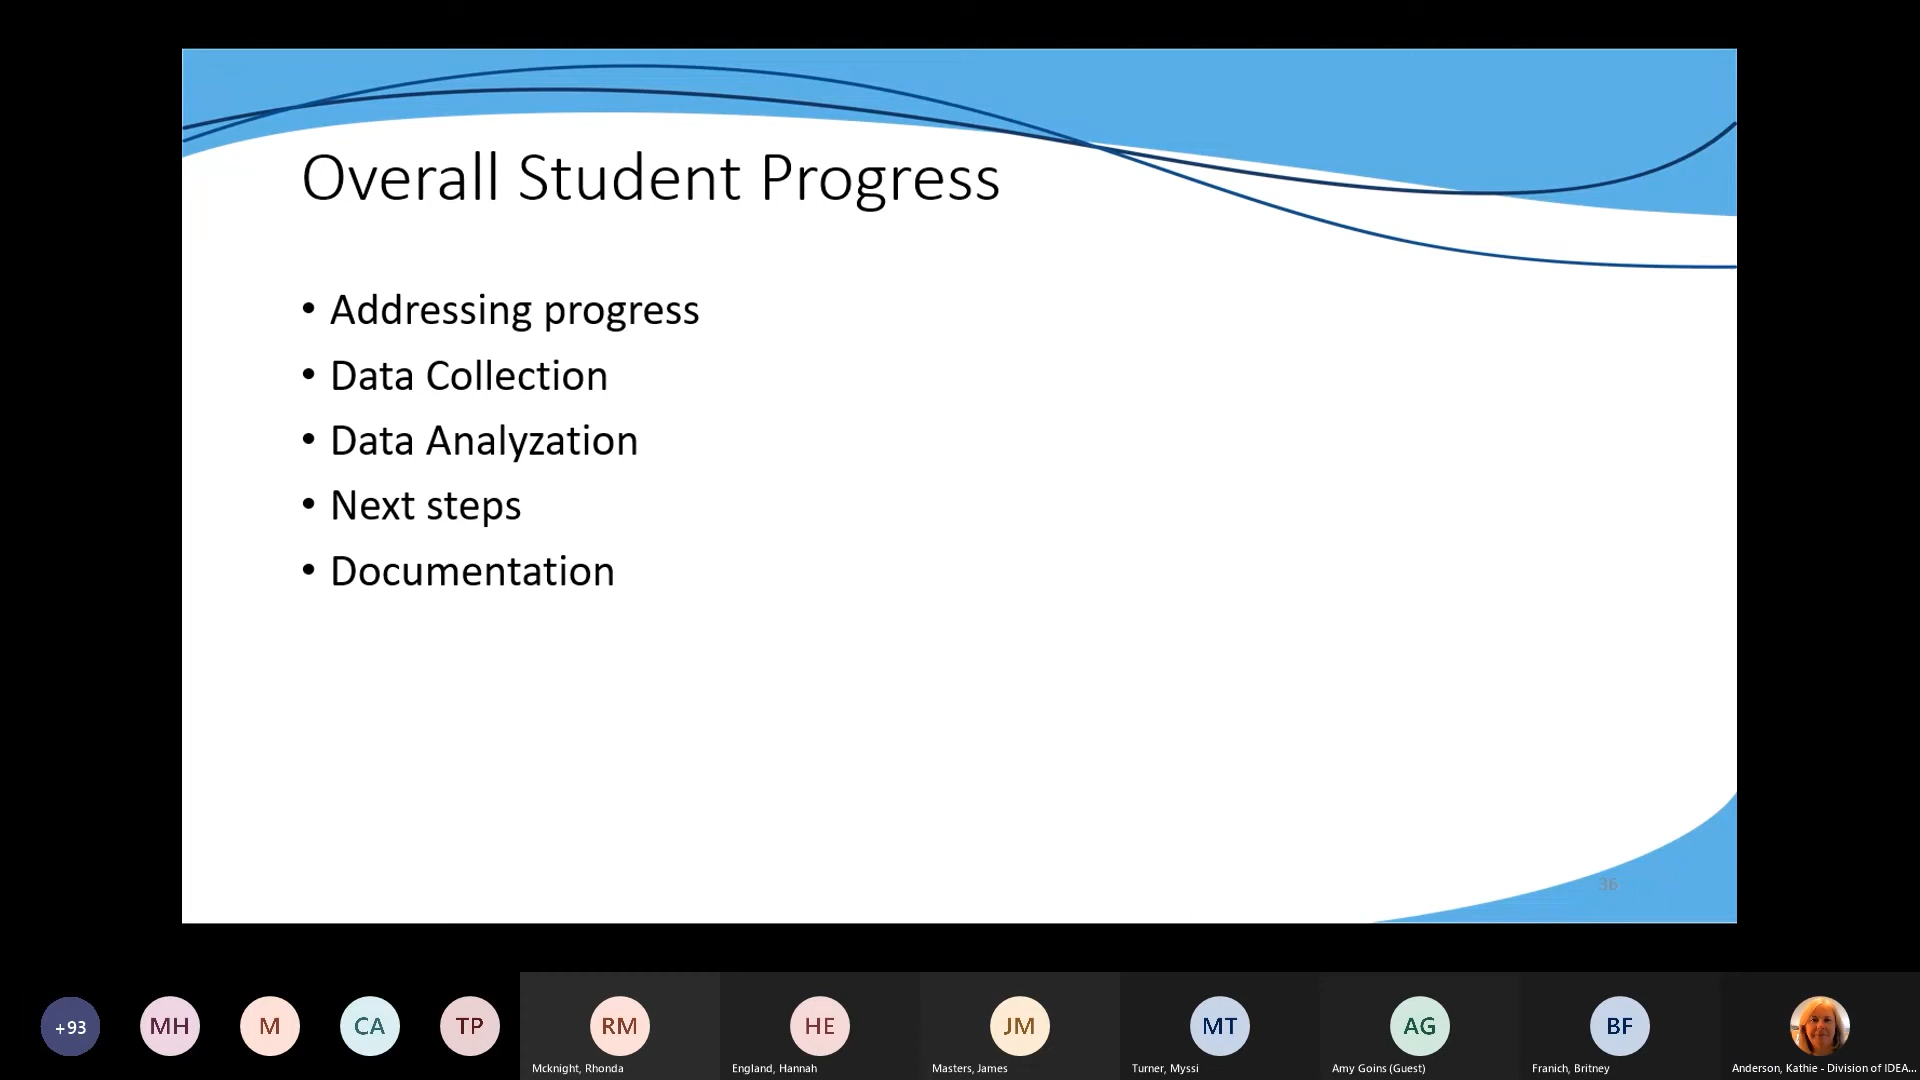 Overall Student Progress
• Addressing progress
• Data Collection
• Data Analyzation
• Next steps
• Documentation
36
+93
MH
M
CA
TP
RM
HE
JM
MT
AG
BF
Mcknight, Rhonda
England, Hannah
Masters, James
Turner, Myssi
Amy Goins (Guest)
Franich, Britney
Anderson, Kathie - Division of IDEA...